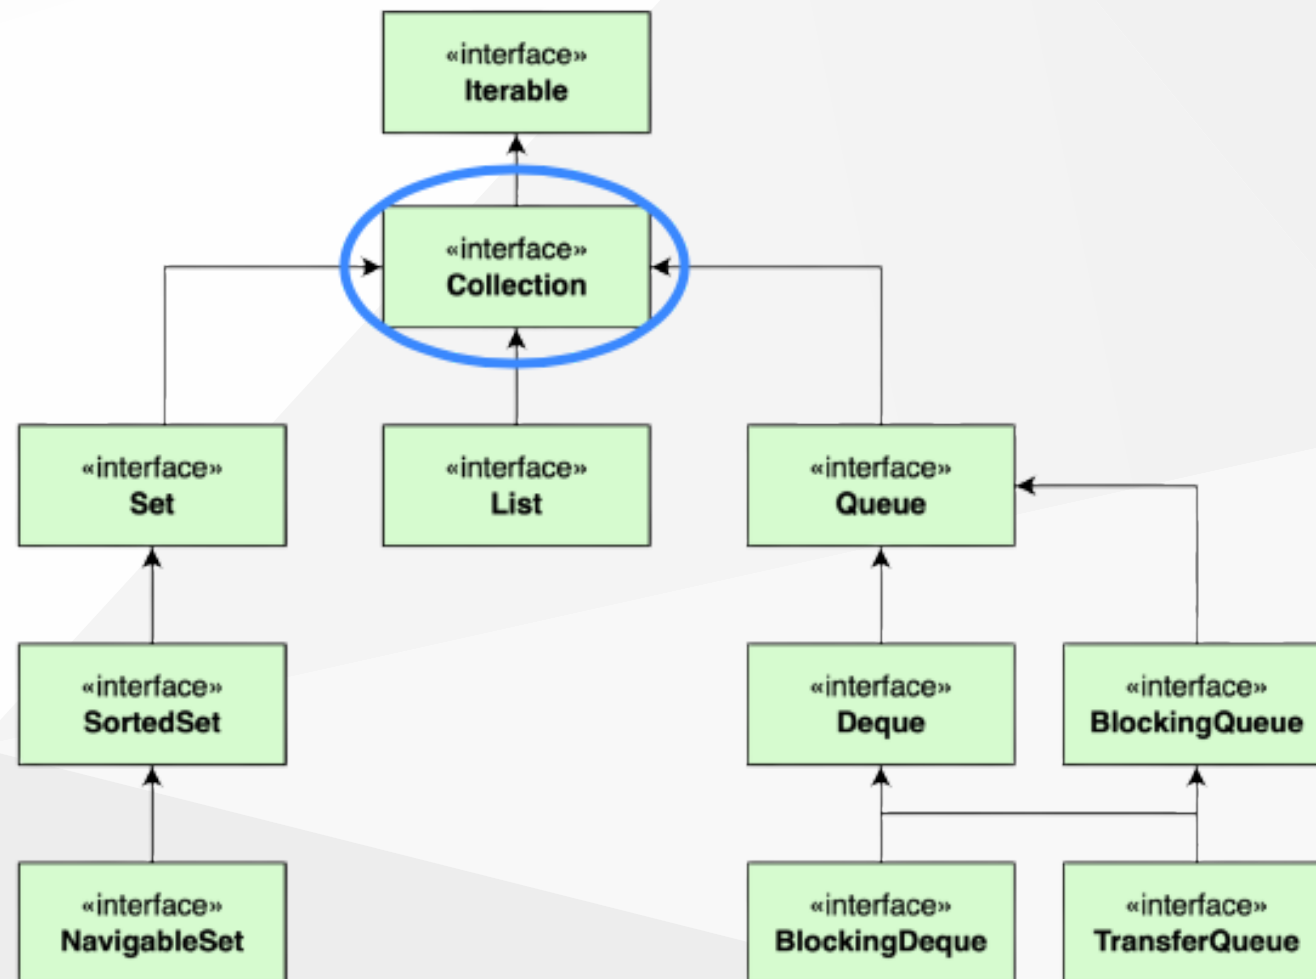 «interface»
Iterable
«interface»
Collection
«interface»
Set
«interface»
List
«interface»
Queue
«interface»
SortedSet
«interface»
Deque
«interface»
BlockingQueue
«interface»
NavigableSet
«interface»
BlockingDeque
«interface»
TransferQueue